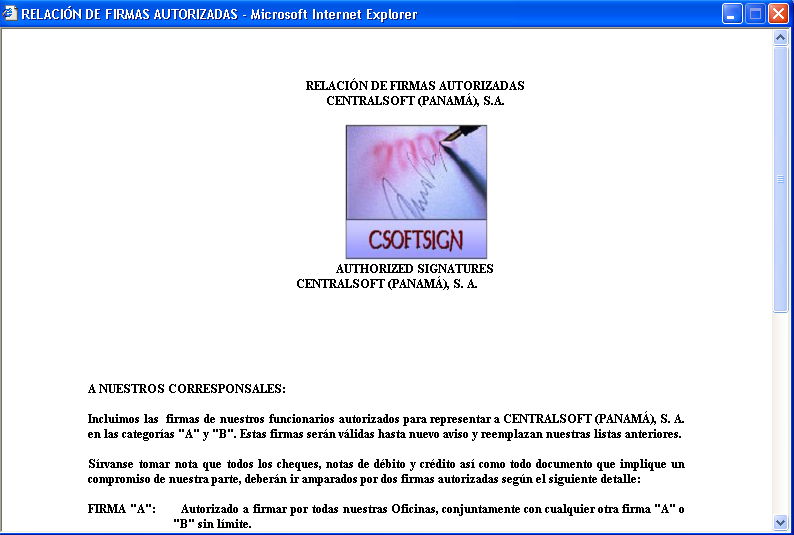 RELACIÓN DE FIRMAS AUTORIZADAS - Microsoft Internet Explorer
RELACIÓN DE FIRMAS AUTORIZADAS
CENTRALSOFT (PANAMÁ), S.A.
CSOFTSIGN
AUTHORIZED SIGNATURES
CENTRALSOFT (PANAMÁ), S. A.
A NUESTROS CORRESPONSALES:
Incluimos las firmas de nuestros funcionarios autorizados para representar a CENTRALSOFT (PANAMÁ), S. A.
en las categorías "A" y "B". Estas firmas serán válidas hasta nuevo aviso y reemplazan nuestras listas anteriores.
Sírvanse tomar nota que todos los cheques, notas de débito y crédito así como todo documento que implique un
compromiso de nuestra parte, deberán ir amparados por dos firmas autorizadas según el siguiente detalle:
FIRMA "A": Autorizado a firmar por todas nuestras Oficinas, conjuntamente con cualquier otra firma "A" o
"B" sin límite.